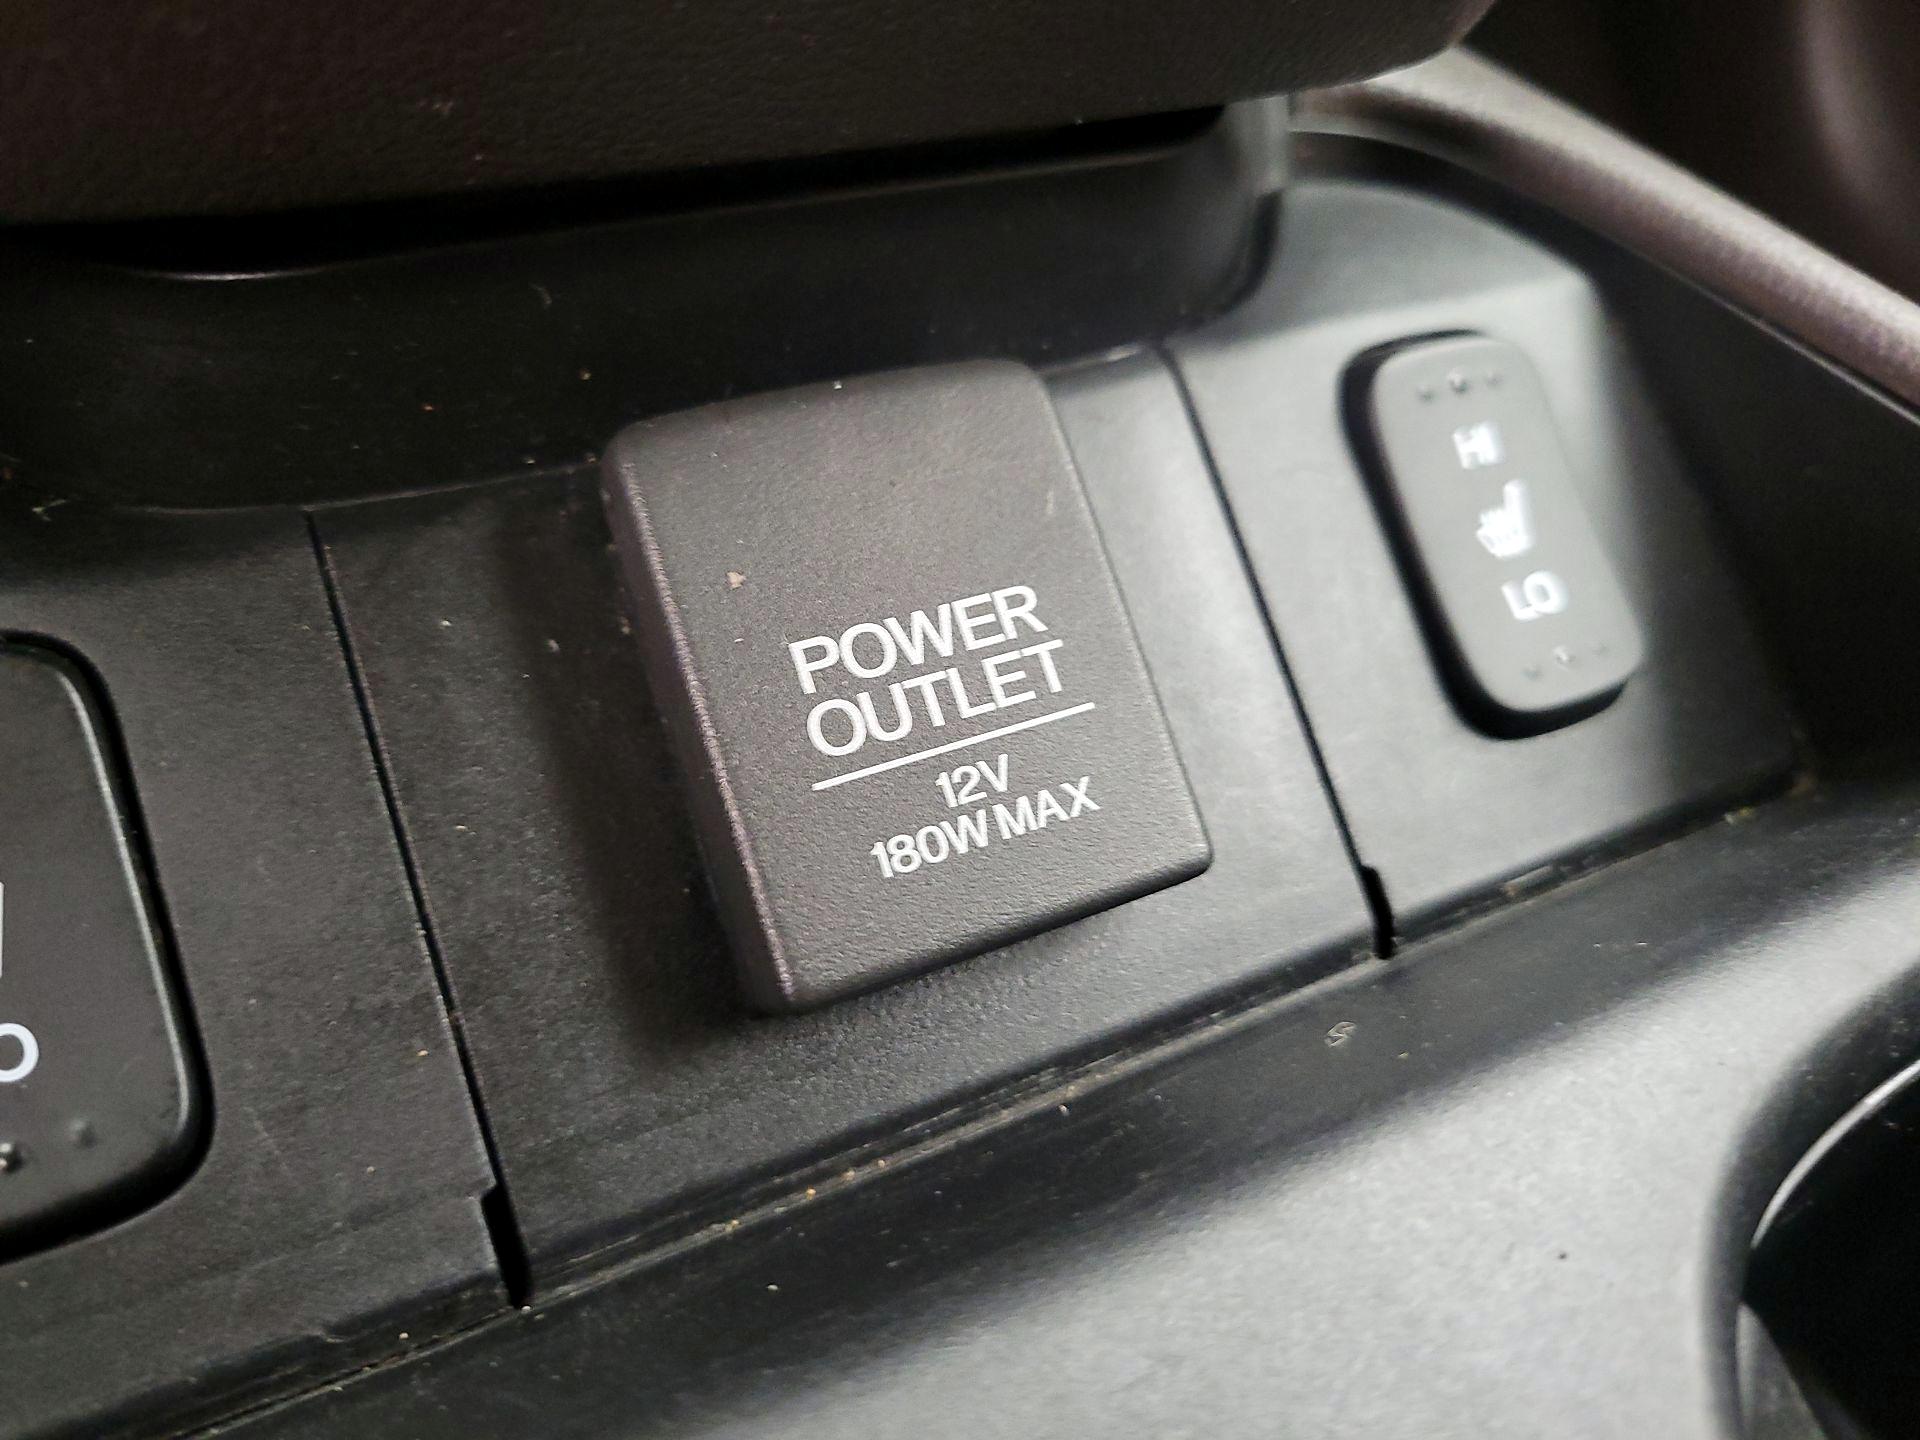 POWER
OUTLET
12V
180W MAX
HI
LO